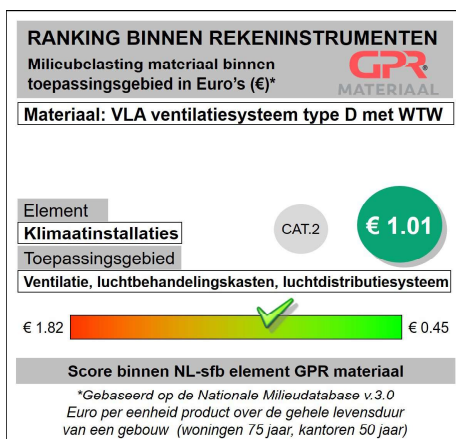 RANKING BINNEN REKENINSTRUMENTEN
Milieubelasting materiaal binnen
toepassingsgebied in Euro's (€)*
GPR®
MATERIAAL
Materiaal: VLA ventilatiesysteem type D met WTW
Element
Klimaatinstallaties
CAT.2
€ 1.01
Toepassingsgebied
Ventilatie, luchtbehandelingskasten, luchtdistributiesysteem
€ 1.82
€ 0.45
Score binnen NL-sfb element GPR materiaal
*Gebaseerd op de Nationale Milieudatabase v.3.0
Euro per eenheid product over de gehele levensduur
van een gebouw (woningen 75 jaar, kantoren 50 jaar)